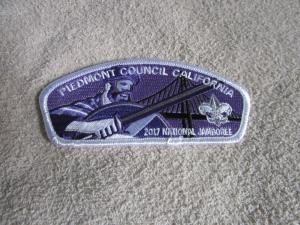 PIEDMONT COUNCIL CALIFORNIA
2017 NATIONAL JAMBOREE